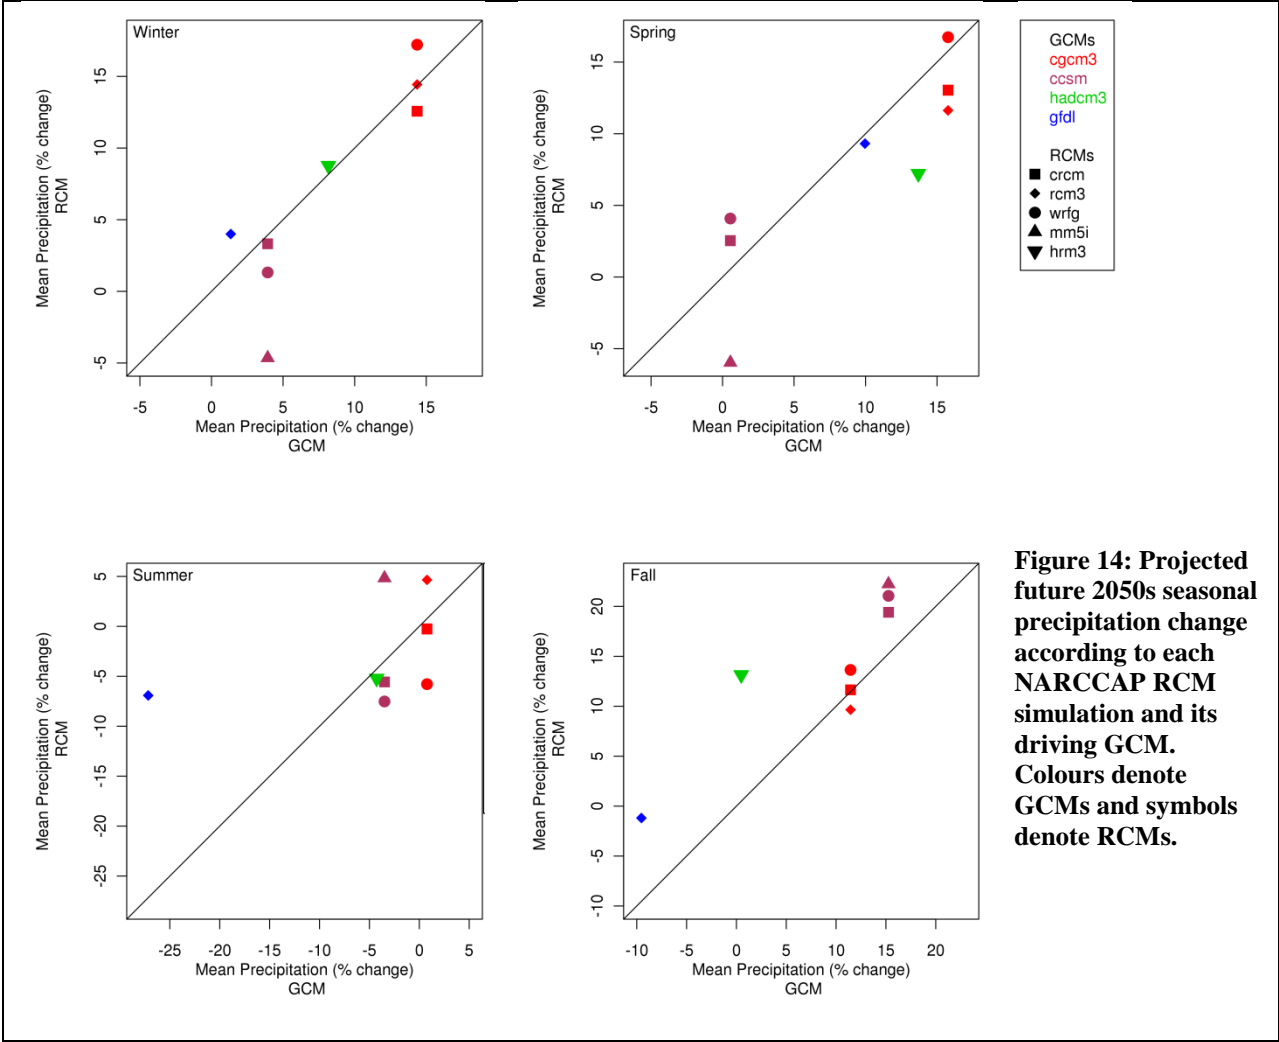 Winter
Mean Precipitation (% change)
RCM
15
10
5
0
-5
-5 0 5 10 15
Mean Precipitation (% change)
GCM
Spring
Mean Precipitation (% change)
RCM
15
10
5
0
-5
-5 0 5 10 15
Mean Precipitation (% change)
GCM
GCMs
cgcm3
ccsm
hadcm3
gfdl
RCMs
crcm
rcm3
wrfg
mm5i
hrm3
Summer
Mean Precipitation (% change)
RCM
5
0
-5
-10
-15
-20
-25
-25 -20 -15 -10 -5 0 5
Mean Precipitation (% change)
GCM
Fall
Mean Precipitation (% change)
RCM
20
15
10
5
0
-5
-10
-10 -5 0 5 10 15 20
Mean Precipitation (% change)
GCM
Figure 14: Projected
future 2050s seasonal
precipitation change
according to each
NARCCAP RCM
simulation and its
driving GCM.
Colours denote
GCMs and symbols
denote RCMs.